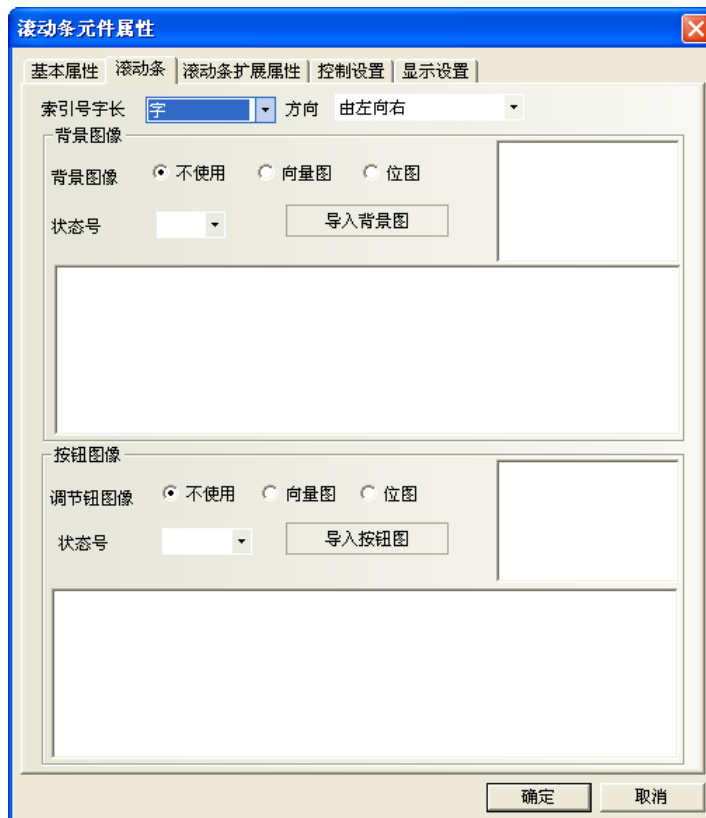 滚动条元件属性
基本属性 滚动条 滚动条扩展属性 控制设置 显示设置
索引号字长 字 方向 由左向右
背景图像
背景图像 不使用 向量图 位图
状态号 导入背景图
按钮图像
调节钮图像 不使用 向量图 位图
状态号 导入按钮图
确定 取消